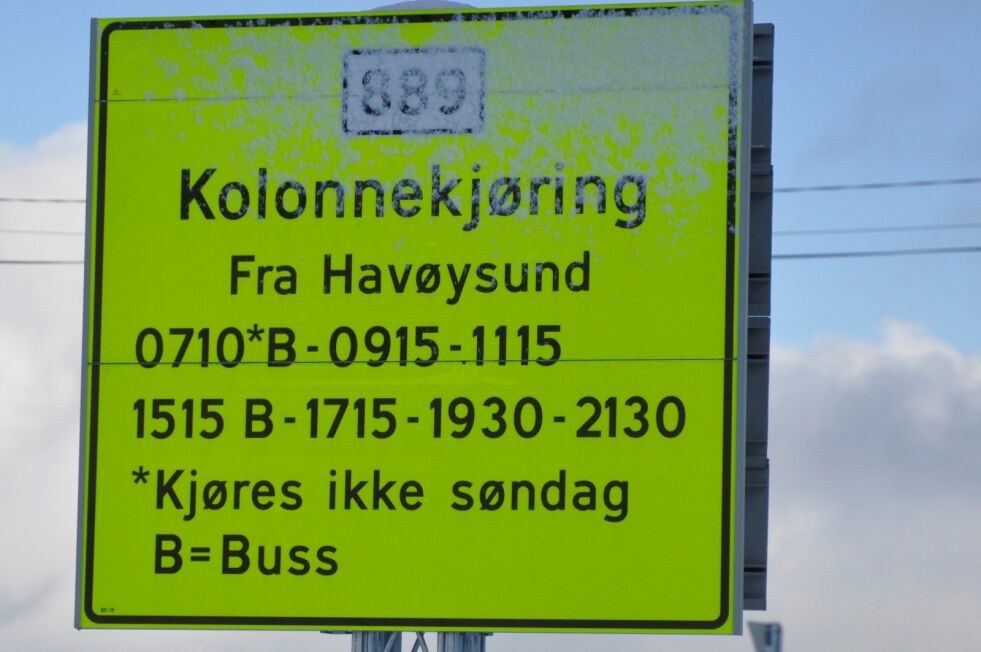 889
Kolonnekjøring
Fra Havøysund
0710*B-0915-1115
1515 B-1715-1930-2130
*Kjøres ikke søndag
B=Buss